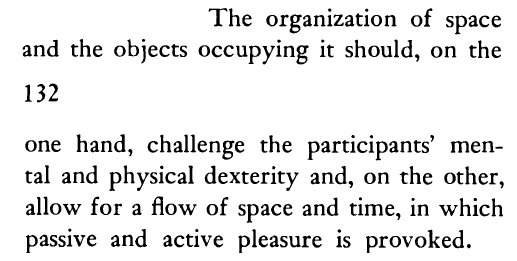 The organization of space
and the objects occupying it should, on the
132
one hand, challenge the participants' men-
tal and physical dexterity and, on the other,
allow for a flow of space and time, in which
passive and active pleasure is provoked.